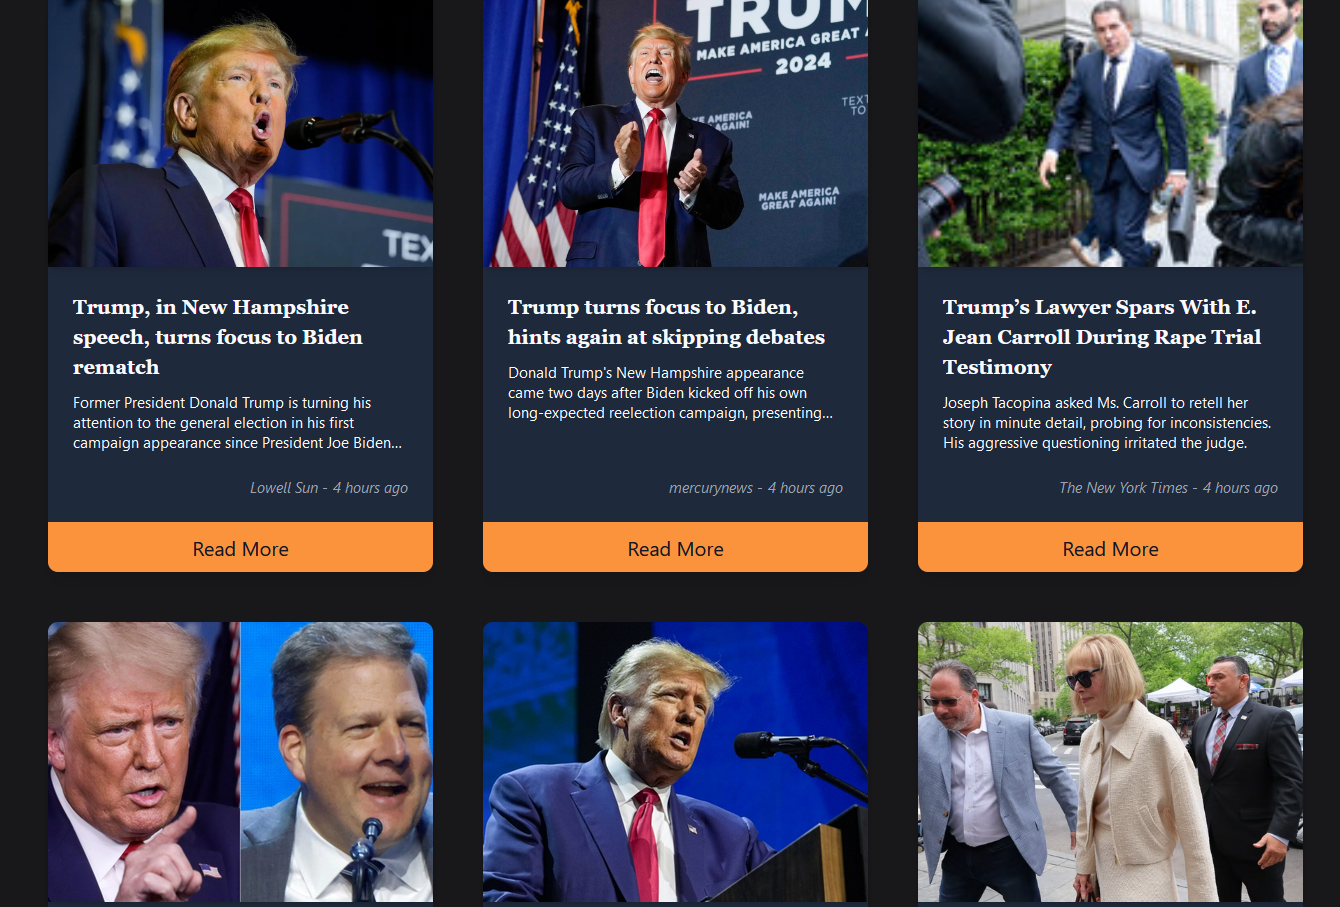 TEX
TRUM
MAKE AMERICA GREAT A
2024
TEXT
TO
KE AMERICA
AGAIN!
MAKE AMERICA
GREAT AGAIN!
Trump, in New Hampshire
speech, turns focus to Biden
rematch
Former President Donald Trump is turning his
attention to the general election in his first
campaign appearance since President Joe Biden...
Lowell Sun - 4 hours ago
Read More
Trump turns focus to Biden,
hints again at skipping debates
Donald Trump's New Hampshire appearance
came two days after Biden kicked off his own
long-expected reelection campaign, presenting...
mercurynews - 4 hours ago
Read More
Trump’s Lawyer Spars With E.
Jean Carroll During Rape Trial
Testimony
Joseph Tacopina asked Ms. Carroll to retell her
story in minute detail, probing for inconsistencies.
His aggressive questioning irritated the judge.
The New York Times - 4 hours ago
Read More